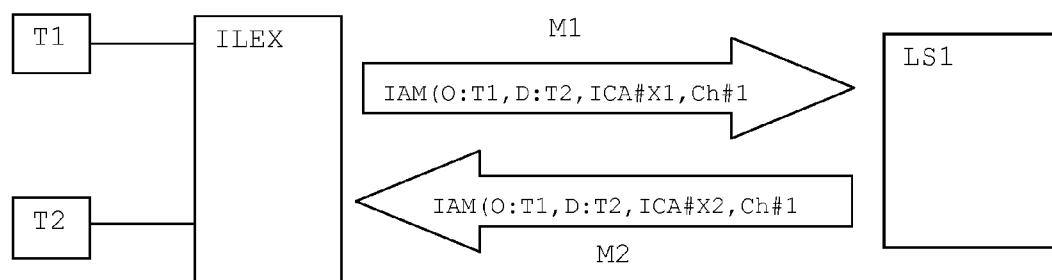 T1
ILEX
M1
LS1
IAM(O:T1,D:T2,ICA#X1,Ch#1
IAM(O:T1,D:T2,ICA#X2,Ch#1
T2
M2